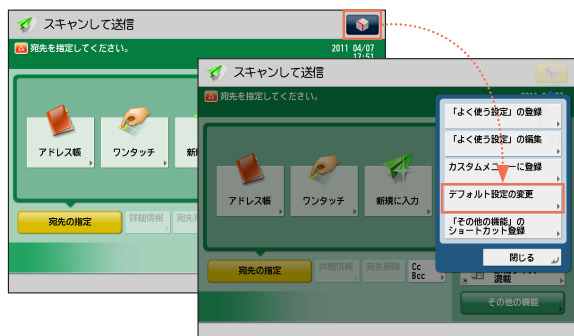 スキャンして送信
宛先を指定してください。
2011 04/07
17:51
アドレス帳
ワンタッチ
新規
宛先の指定
詳細情報
スキャンして送信
宛先を指定してください。
アドレス帳
ワンタッチ
新規に入力
宛先の指定
詳細情報
宛先削除
Cc
Bcc
「よく使う設定」の登録
「よく使う設定」の編集
カスタムメニューに登録
デフォルト設定の変更
「その他の機能」の
ショートカット登録
閉じる
混載
その他の機能